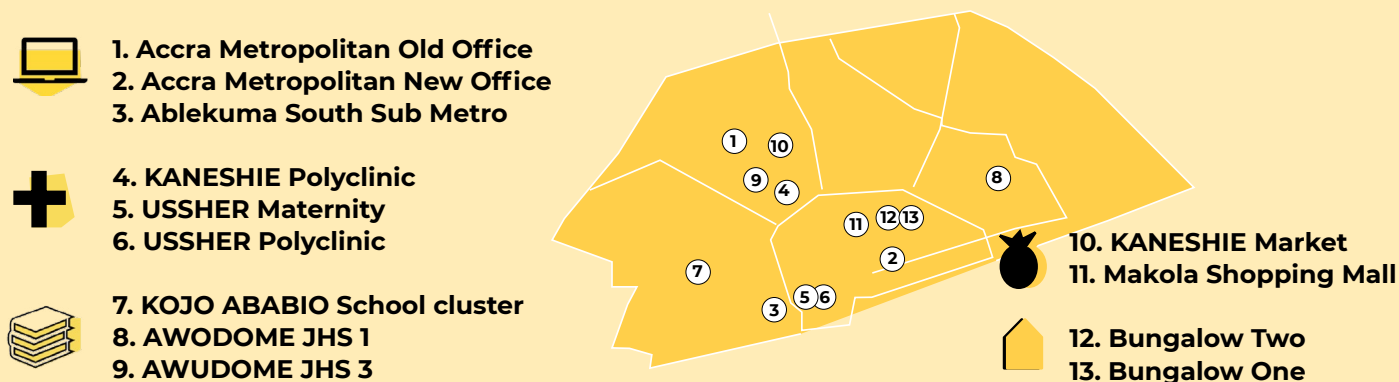 1. Accra Metropolitan Old Office
2. Accra Metropolitan New Office
3. Ablekuma South Sub Metro
4. KANESHIE Polyclinic
5. USSHER Maternity
6. USSHER Polyclinic
7. KOJO ABABIO School cluster
8. AWODOME JHS 1
9. AWUDOME JHS 3
1
10
9
4
8
12
13
11
2
7
5
6
3
10. KANESHIE Market
11. Makola Shopping Mall
12. Bungalow Two
13. Bungalow One